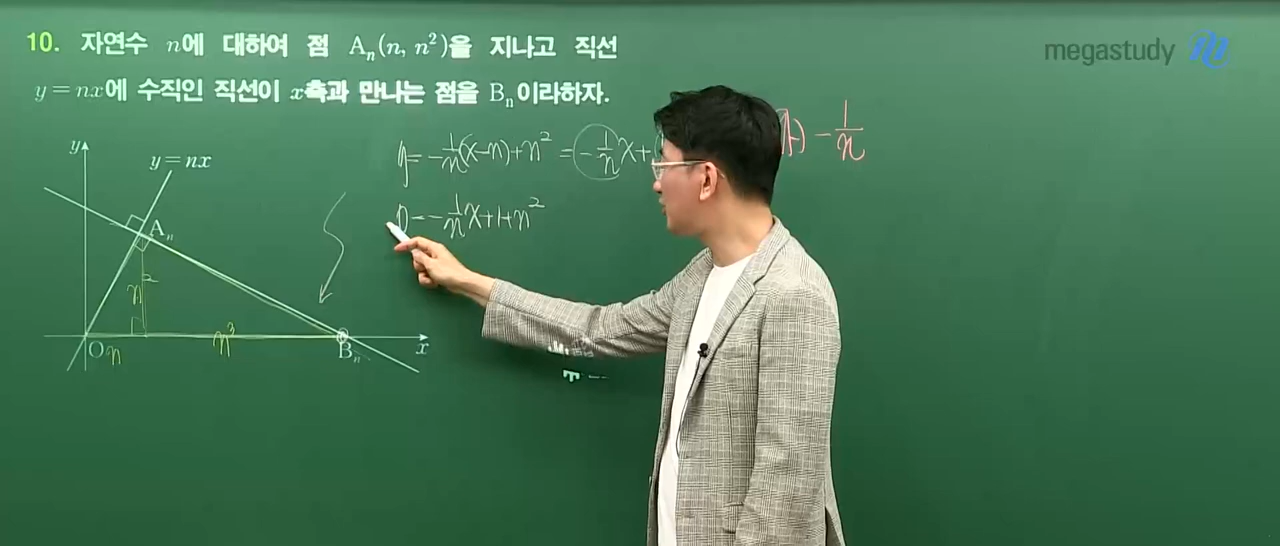 10. 자연수 n에 대하여 점 Aₙ(n, n²)을 지나고 직선
y=nx에 수직인 직선이 x축과 만나는 점을 Bₙ이라하자.
megastudy
y = -1/n(x-n)+n² = -1/n x+
-1/n
0 = -1/n x+1+n²
y
y=nx
Aₙ
n²
O
n
n³
Bₙ
x